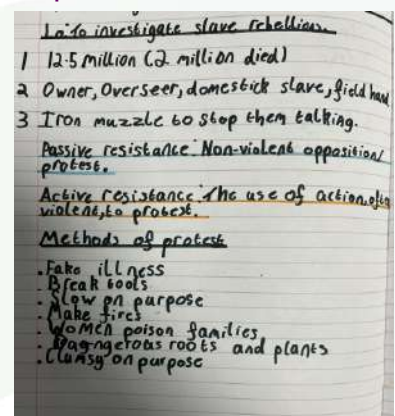 L.o To investigate slave rebellion.
1 12.5 million (2 million died)
2 Owner, Overseer, domestick slave, field hand
3 Iron muzzle to stop them talking.
Passive resistance: Non-violent opposition/
protest.
Active resistance: The use of action, often
violent, to protest.
Methods of protest
. Fake illness
. Break tools
. Slow on purpose
. Make fires
. Women poison families
. Dagngerous roots and plants
. Clumsy on purpose